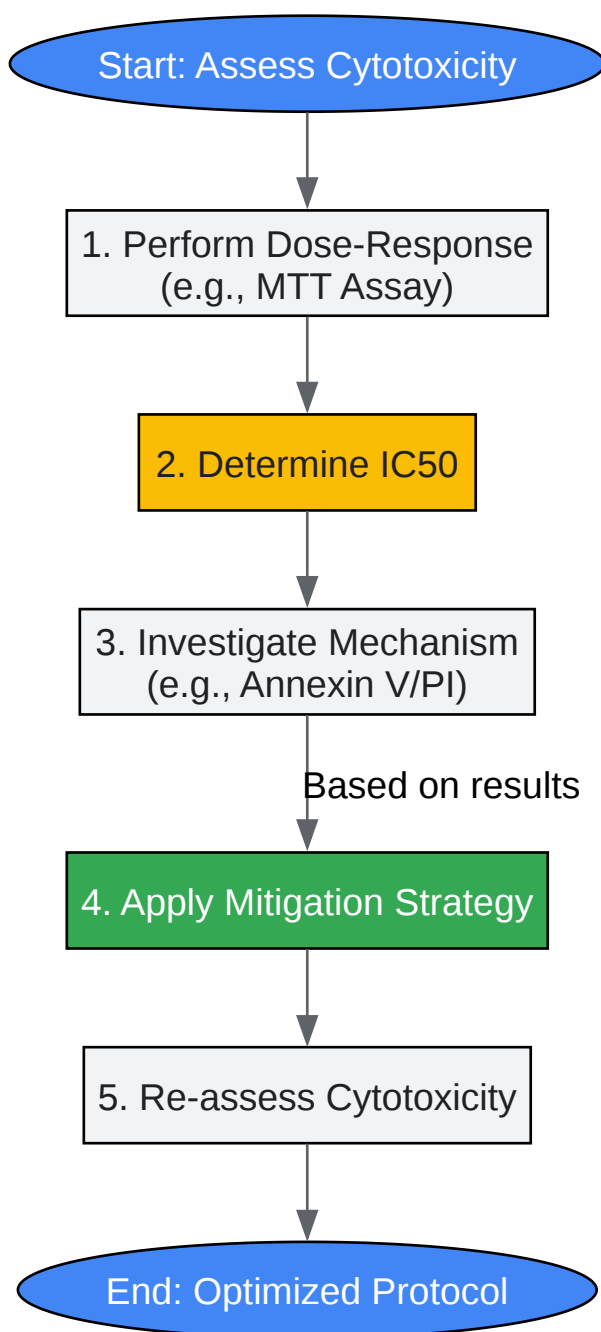 Start: Assess Cytotoxicity
1. Perform Dose-Response
(e.g., MTT Assay)
2. Determine IC50
3. Investigate Mechanism
(e.g., Annexin V/PI)
Based on results
4. Apply Mitigation Strategy
5. Re-assess Cytotoxicity
End: Optimized Protocol